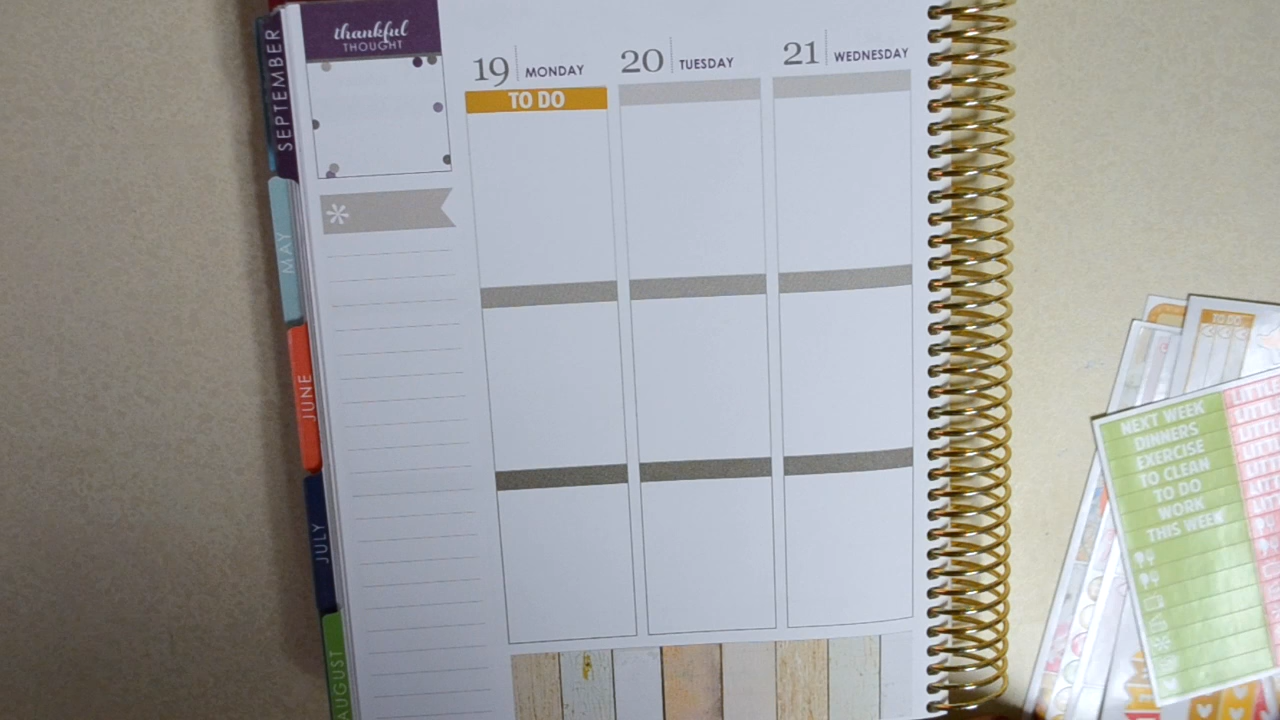 thankful
THOUGHT
19 MONDAY
20 TUESDAY
21 WEDNESDAY
TO DO
SEPTEMBER
MAY
JUNE
JULY
AUGUST
TO DO
NEXT WEEK
DINNERS
EXERCISE
TO CLEAN
TO DO
WORK
THIS WEEK